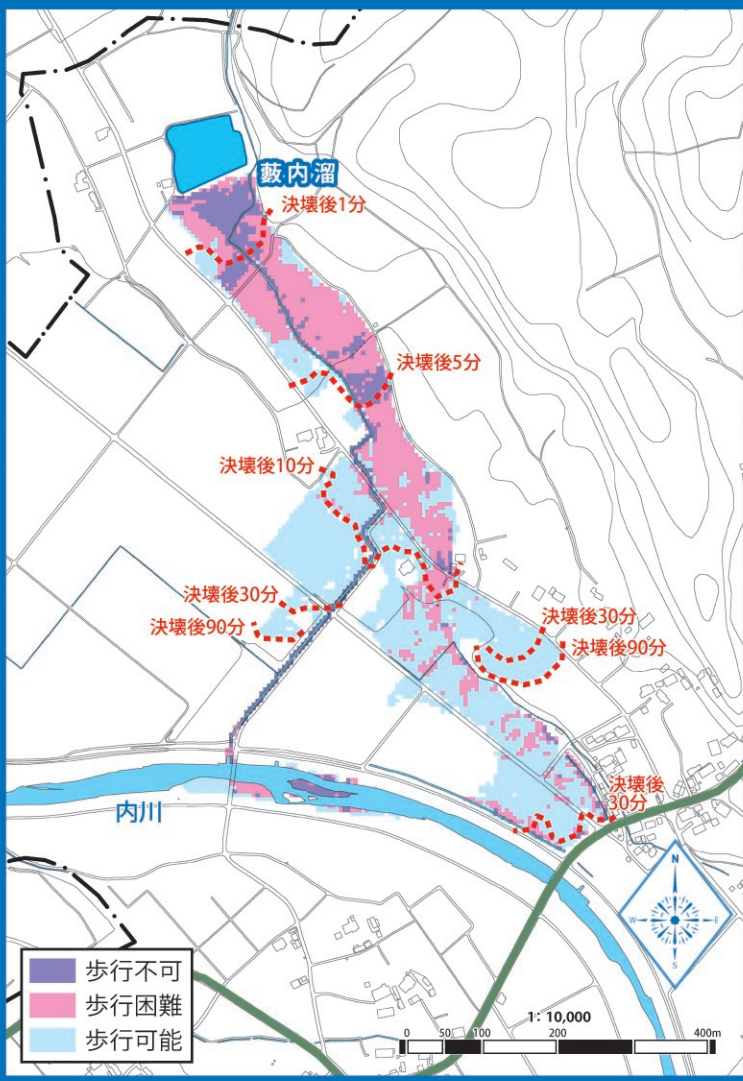 藪内溜
決壊後1分
決壊後5分
決壊後10分
決壊後30分
決壊後90分
決壊後30分
決壊後90分
決壊後
30分
内川
N
W
E
S
歩行不可
歩行困難
歩行可能
1: 10,000
0 50 100 200 400m